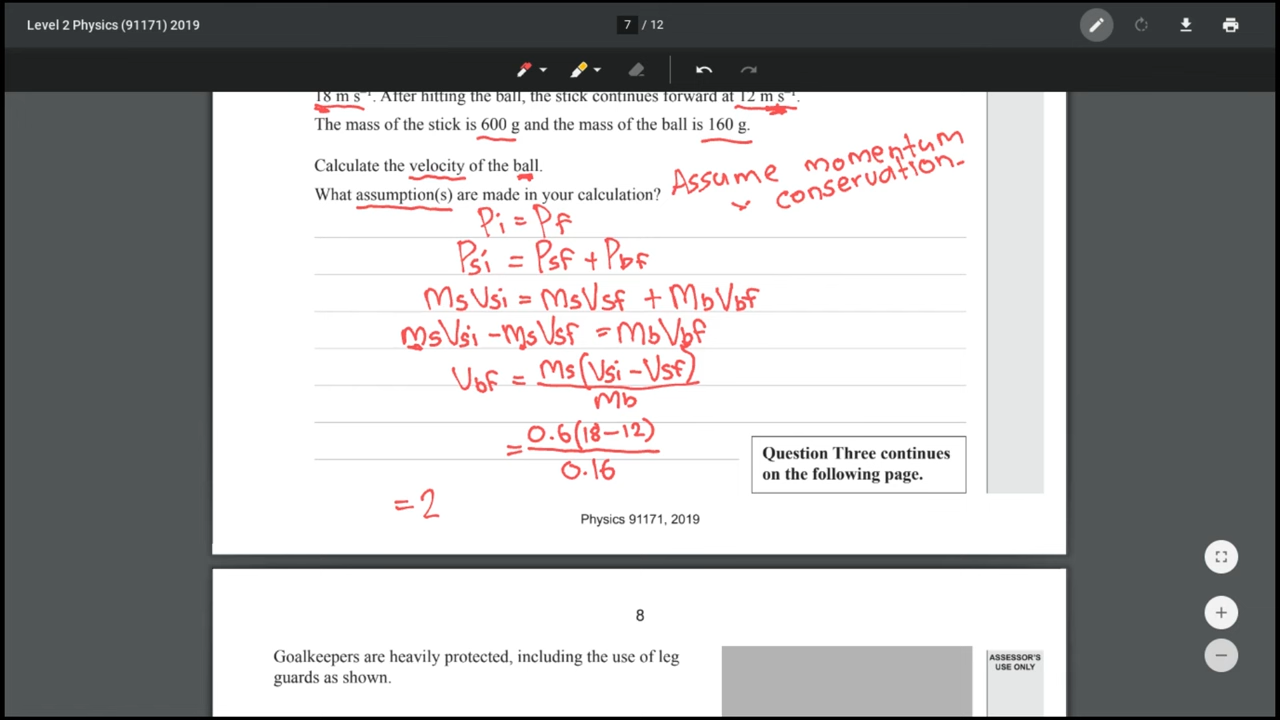 Level 2 Physics (91171) 2019
7 / 12
18 m s⁻¹. After hitting the ball, the stick continues forward at 12 m s⁻¹.
The mass of the stick is 600 g and the mass of the ball is 160 g.
Calculate the velocity of the ball.
What assumption(s) are made in your calculation?
Assume momentum
conservation.
Pi = Pf
Psi = Psf + Pbf
msVsi = msVsf + MbVbf
msVsi - msVsf = MbVbf
Vbf = Ms(Vsi - Vsf)
Mb
= 0.6(18-12)
0.16
= 2
Question Three continues
on the following page.
Physics 91171, 2019
8
Goalkeepers are heavily protected, including the use of leg
guards as shown.
ASSESSOR'S
USE ONLY